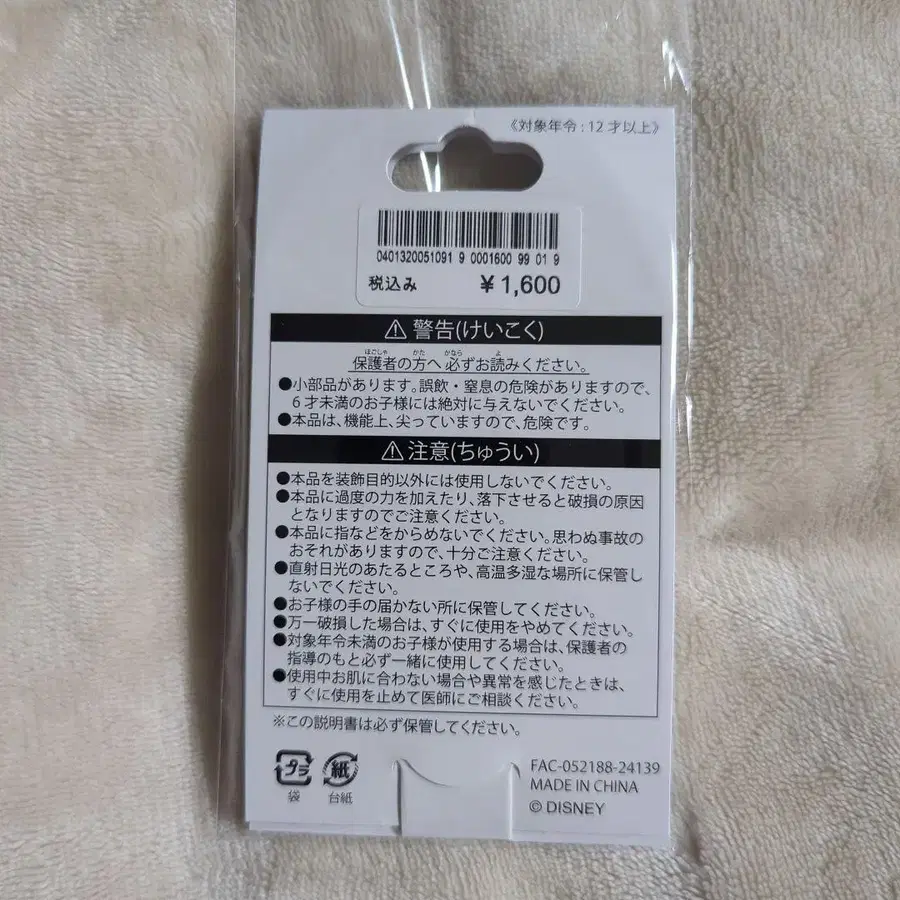 《対象年令:12才以上》
0401320051091 9 0001600 99 01 9
税込み ￥1,600
⚠警告(けいこく)
保護者の方へ必ずお読みください。
●小部品があります。誤飲・窒息の危険がありますので、
6才未満のお子様には絶対に与えないでください。
●本品は、機能上、尖っていますので、危険です。
⚠注意(ちゅうい)
●本品を装飾目的以外には使用しないでください。
●本品に過度の力を加えたり、落下させると破損の原因
となりますのでご注意ください。
●本品に指などをからめないでください。思わぬ事故の
おそれがありますので、十分ご注意ください。
●直射日光のあたるところや、高温多湿な場所に保管し
ないでください。
●お子様の手の届かない所に保管してください。
●万一破損した場合は、すぐに使用をやめてください。
●対象年令未満のお子様が使用する場合は、保護者の
指導のもと必ず一緒に使用してください。
●使用中お肌に合わない場合や異常を感じたときは、
すぐに使用を止めて医師にご相談ください。
※この説明書は必ず保管してください。
プラ 紙
袋 台紙
FAC-052188-24139
MADE IN CHINA
© DISNEY